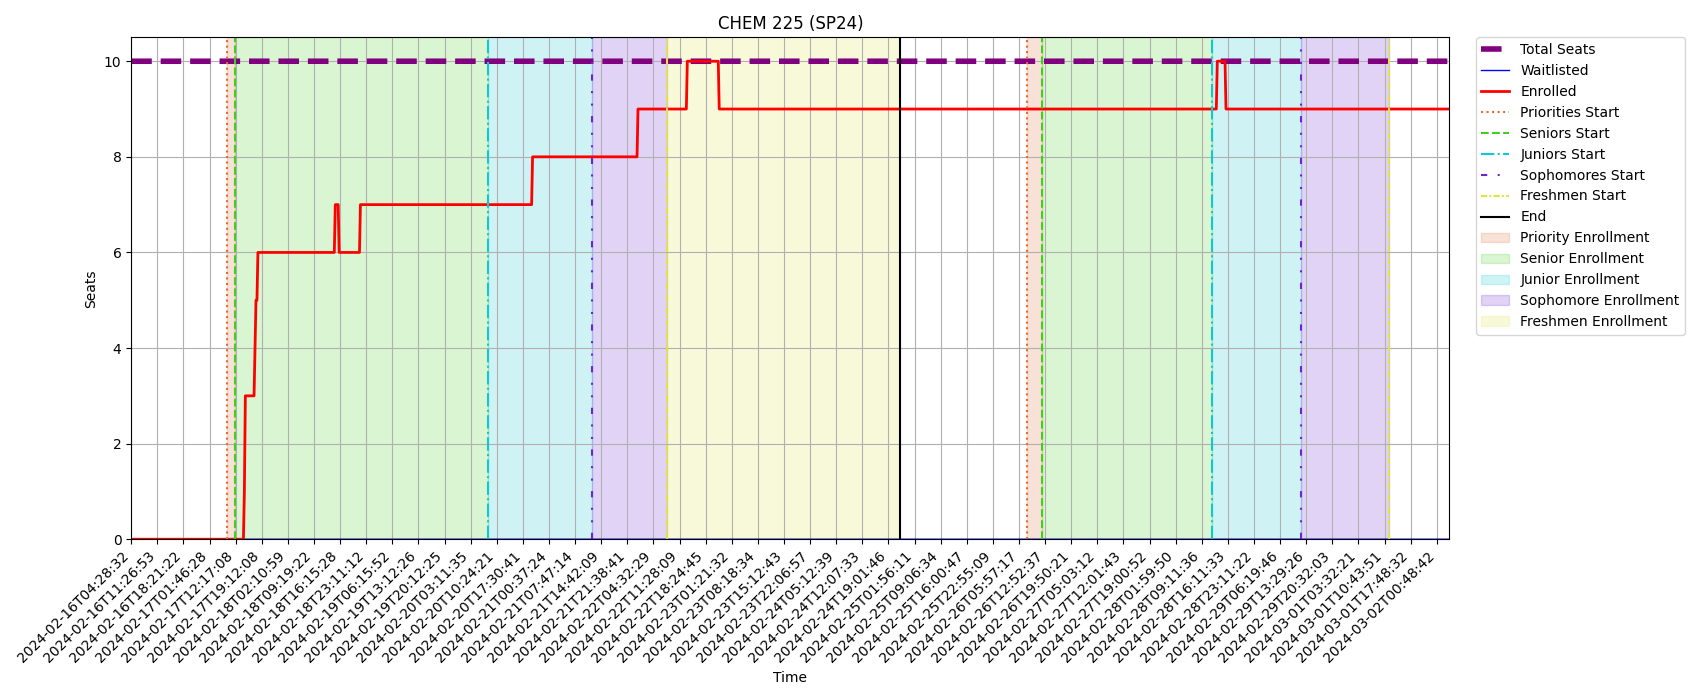 CHEM 225 (SP24)
Seats
10
8
6
4
2
0
2024-02-16T04:28:32
2024-02-16T11:26:53
2024-02-16T18:21:22
2024-02-17T01:46:28
2024-02-17T12:17:08
2024-02-17T19:12:08
2024-02-18T02:10:59
2024-02-18T09:19:22
2024-02-18T16:15:28
2024-02-18T23:11:12
2024-02-19T06:15:52
2024-02-19T13:12:26
2024-02-19T20:12:25
2024-02-20T03:11:35
2024-02-20T10:24:21
2024-02-20T17:30:41
2024-02-21T00:37:24
2024-02-21T07:47:14
2024-02-21T14:42:09
2024-02-21T21:38:41
2024-02-22T04:32:29
2024-02-22T11:28:09
2024-02-22T18:24:45
2024-02-23T01:21:32
2024-02-23T08:18:34
2024-02-23T15:12:43
2024-02-23T22:06:57
2024-02-24T05:12:39
2024-02-24T12:07:33
2024-02-24T19:01:46
2024-02-25T01:56:11
2024-02-25T09:06:34
2024-02-25T16:00:47
2024-02-25T22:55:09
2024-02-26T05:57:17
2024-02-26T12:52:37
2024-02-26T19:50:21
2024-02-27T05:03:12
2024-02-27T12:01:43
2024-02-27T19:00:52
2024-02-28T01:59:50
2024-02-28T09:11:36
2024-02-28T16:11:33
2024-02-28T23:11:22
2024-02-29T06:19:46
2024-02-29T13:29:26
2024-02-29T20:32:03
2024-03-01T03:32:21
2024-03-01T10:43:51
2024-03-01T17:48:32
2024-03-02T00:48:42
Time
Total Seats
Waitlisted
Enrolled
Priorities Start
Seniors Start
Juniors Start
Sophomores Start
Freshmen Start
End
Priority Enrollment
Senior Enrollment
Junior Enrollment
Sophomore Enrollment
Freshmen Enrollment